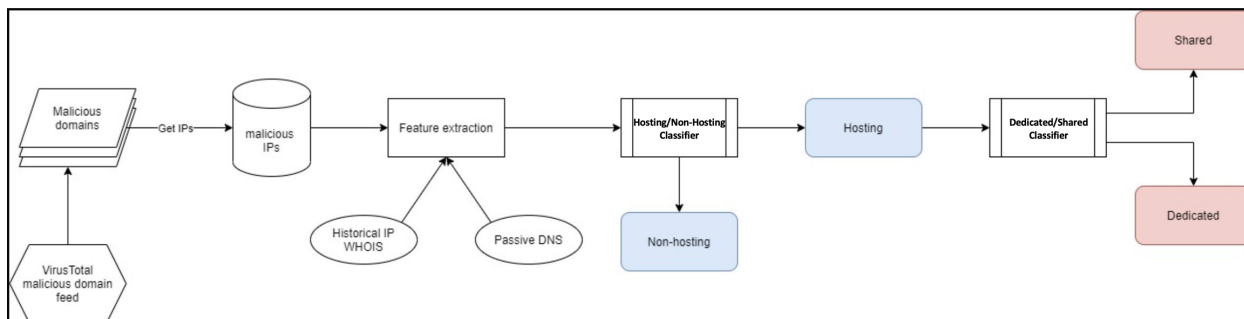 Malicious
domains
VirusTotal
malicious domain
feed
Get IPs
malicious
IPs
Feature extraction
Historical IP
WHOIS
Passive DNS
Hosting/Non-Hosting
Classifier
Non-hosting
Hosting
Dedicated/Shared
Classifier
Shared
Dedicated